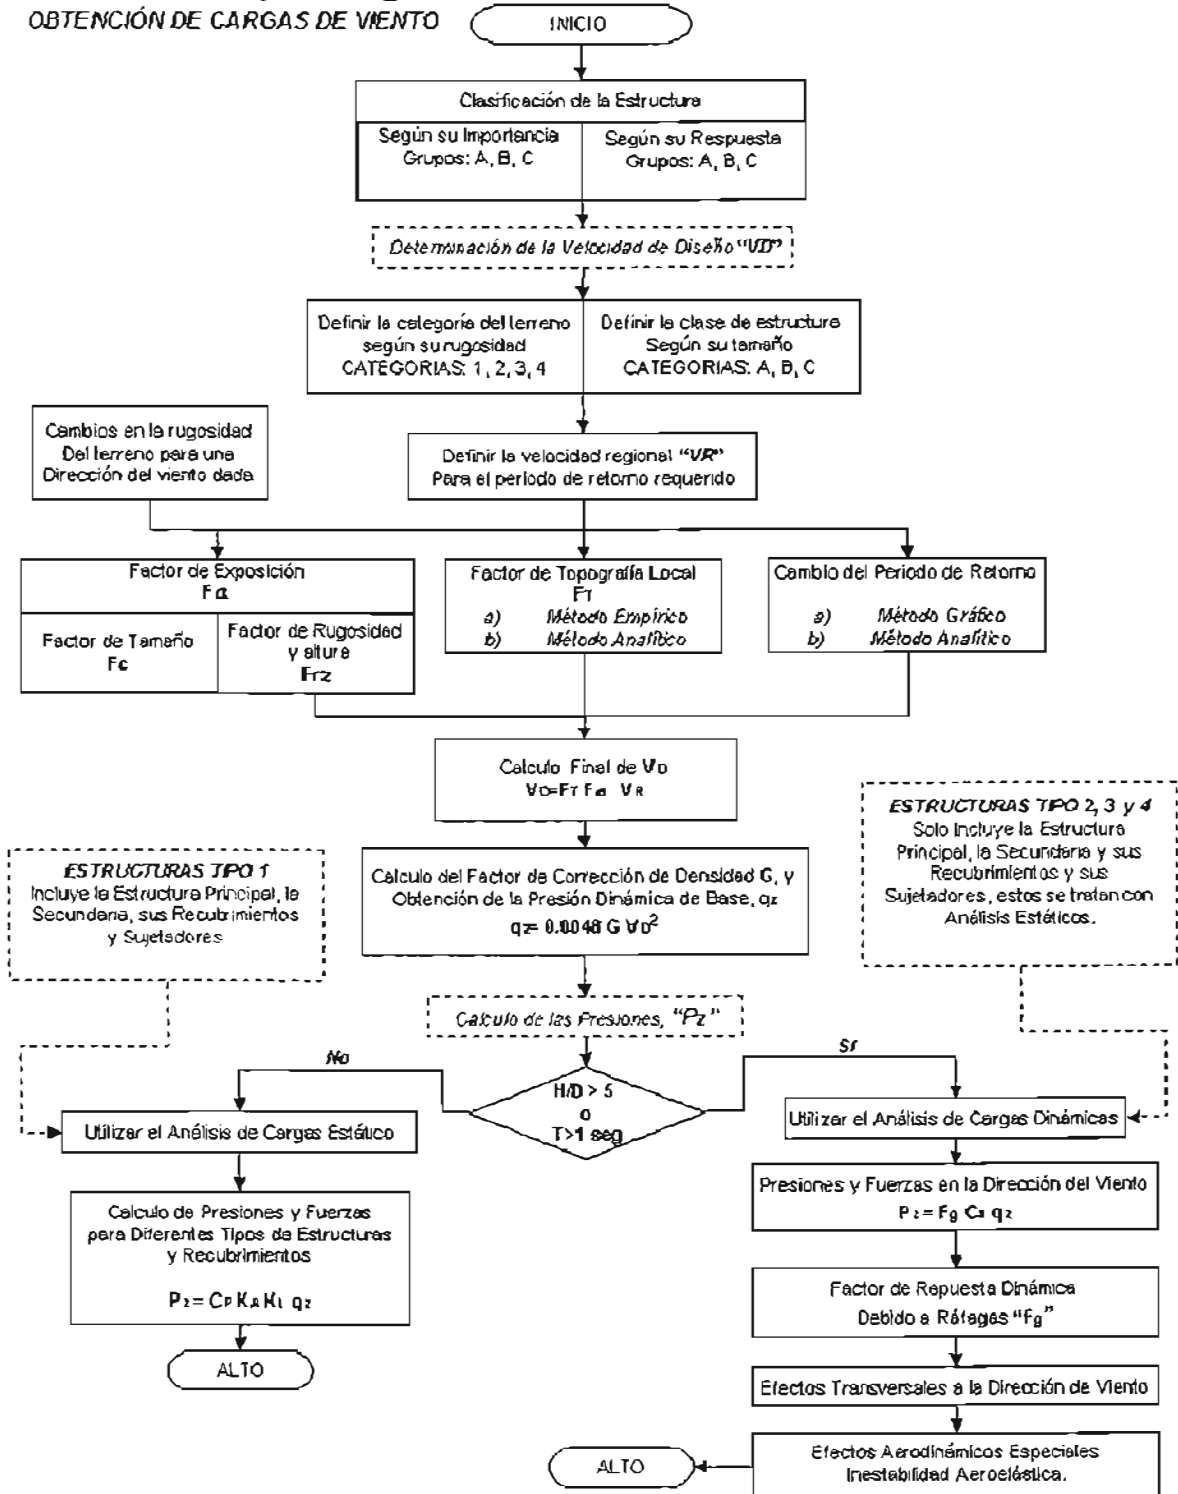 OBTENCIÓN DE CARGAS DE VIENTO
INICIO
Clasificación de la Estructura
Según su Importancia
Grupos: A, B, C
Según su Respuesta
Grupos: A, B, C
Determinación de la Velocidad de Diseño "VD"
Definir la categoría del terreno
según su rugosidad
CATEGORIAS: 1, 2, 3, 4
Definir la clase de estructura
Según su tamaño
CATEGORIAS: A, B, C
Cambios en la rugosidad
Del terreno para una
Dirección del viento dada
Definir la velocidad regional "VR"
Para el periodo de retorno requerido
Factor de Exposición
Fα
Factor de Tamaño
Fc
Factor de Rugosidad
y altura
Frz
Factor de Topografía Local
FT
a) Método Empírico
b) Método Analítico
Cambio del Periodo de Retorno
a) Método Gráfico
b) Método Analítico
Calculo Final de VD
VD=FT Fα VR
ESTRUCTURAS TIPO 1
Incluye la Estructura Principal, la
Secundaria, sus Recubrimientos
y Sujetadores
Calculo del Factor de Corrección de Densidad G, y
Obtención de la Presión Dinámica de Base, qz
qz= 0.0048 G VD²
ESTRUCTURAS TIPO 2, 3 y 4
Solo Incluye la Estructura
Principal, la Secundaria y sus
Recubrimientos y sus
Sujetadores, estos se tratan con
Análisis Estáticos.
Calculo de las Presiones, "Pz"
No
H/D > 5
o
T>1 seg
Sí
Utilizar el Análisis de Cargas Estático
Calculo de Presiones y Fuerzas
para Diferentes Tipos de Estructuras
y Recubrimientos
Pz= CP KA KL qz
ALTO
Utilizar el Análisis de Cargas Dinámicas
Presiones y Fuerzas en la Dirección del Viento
Pz= Fg Ca qz
Factor de Repuesta Dinámica
Debido a Ráfagas "Fg"
Efectos Transversales a la Dirección de Viento
Efectos Aerodinámicos Especiales
Inestabilidad Aeroelástica.
ALTO